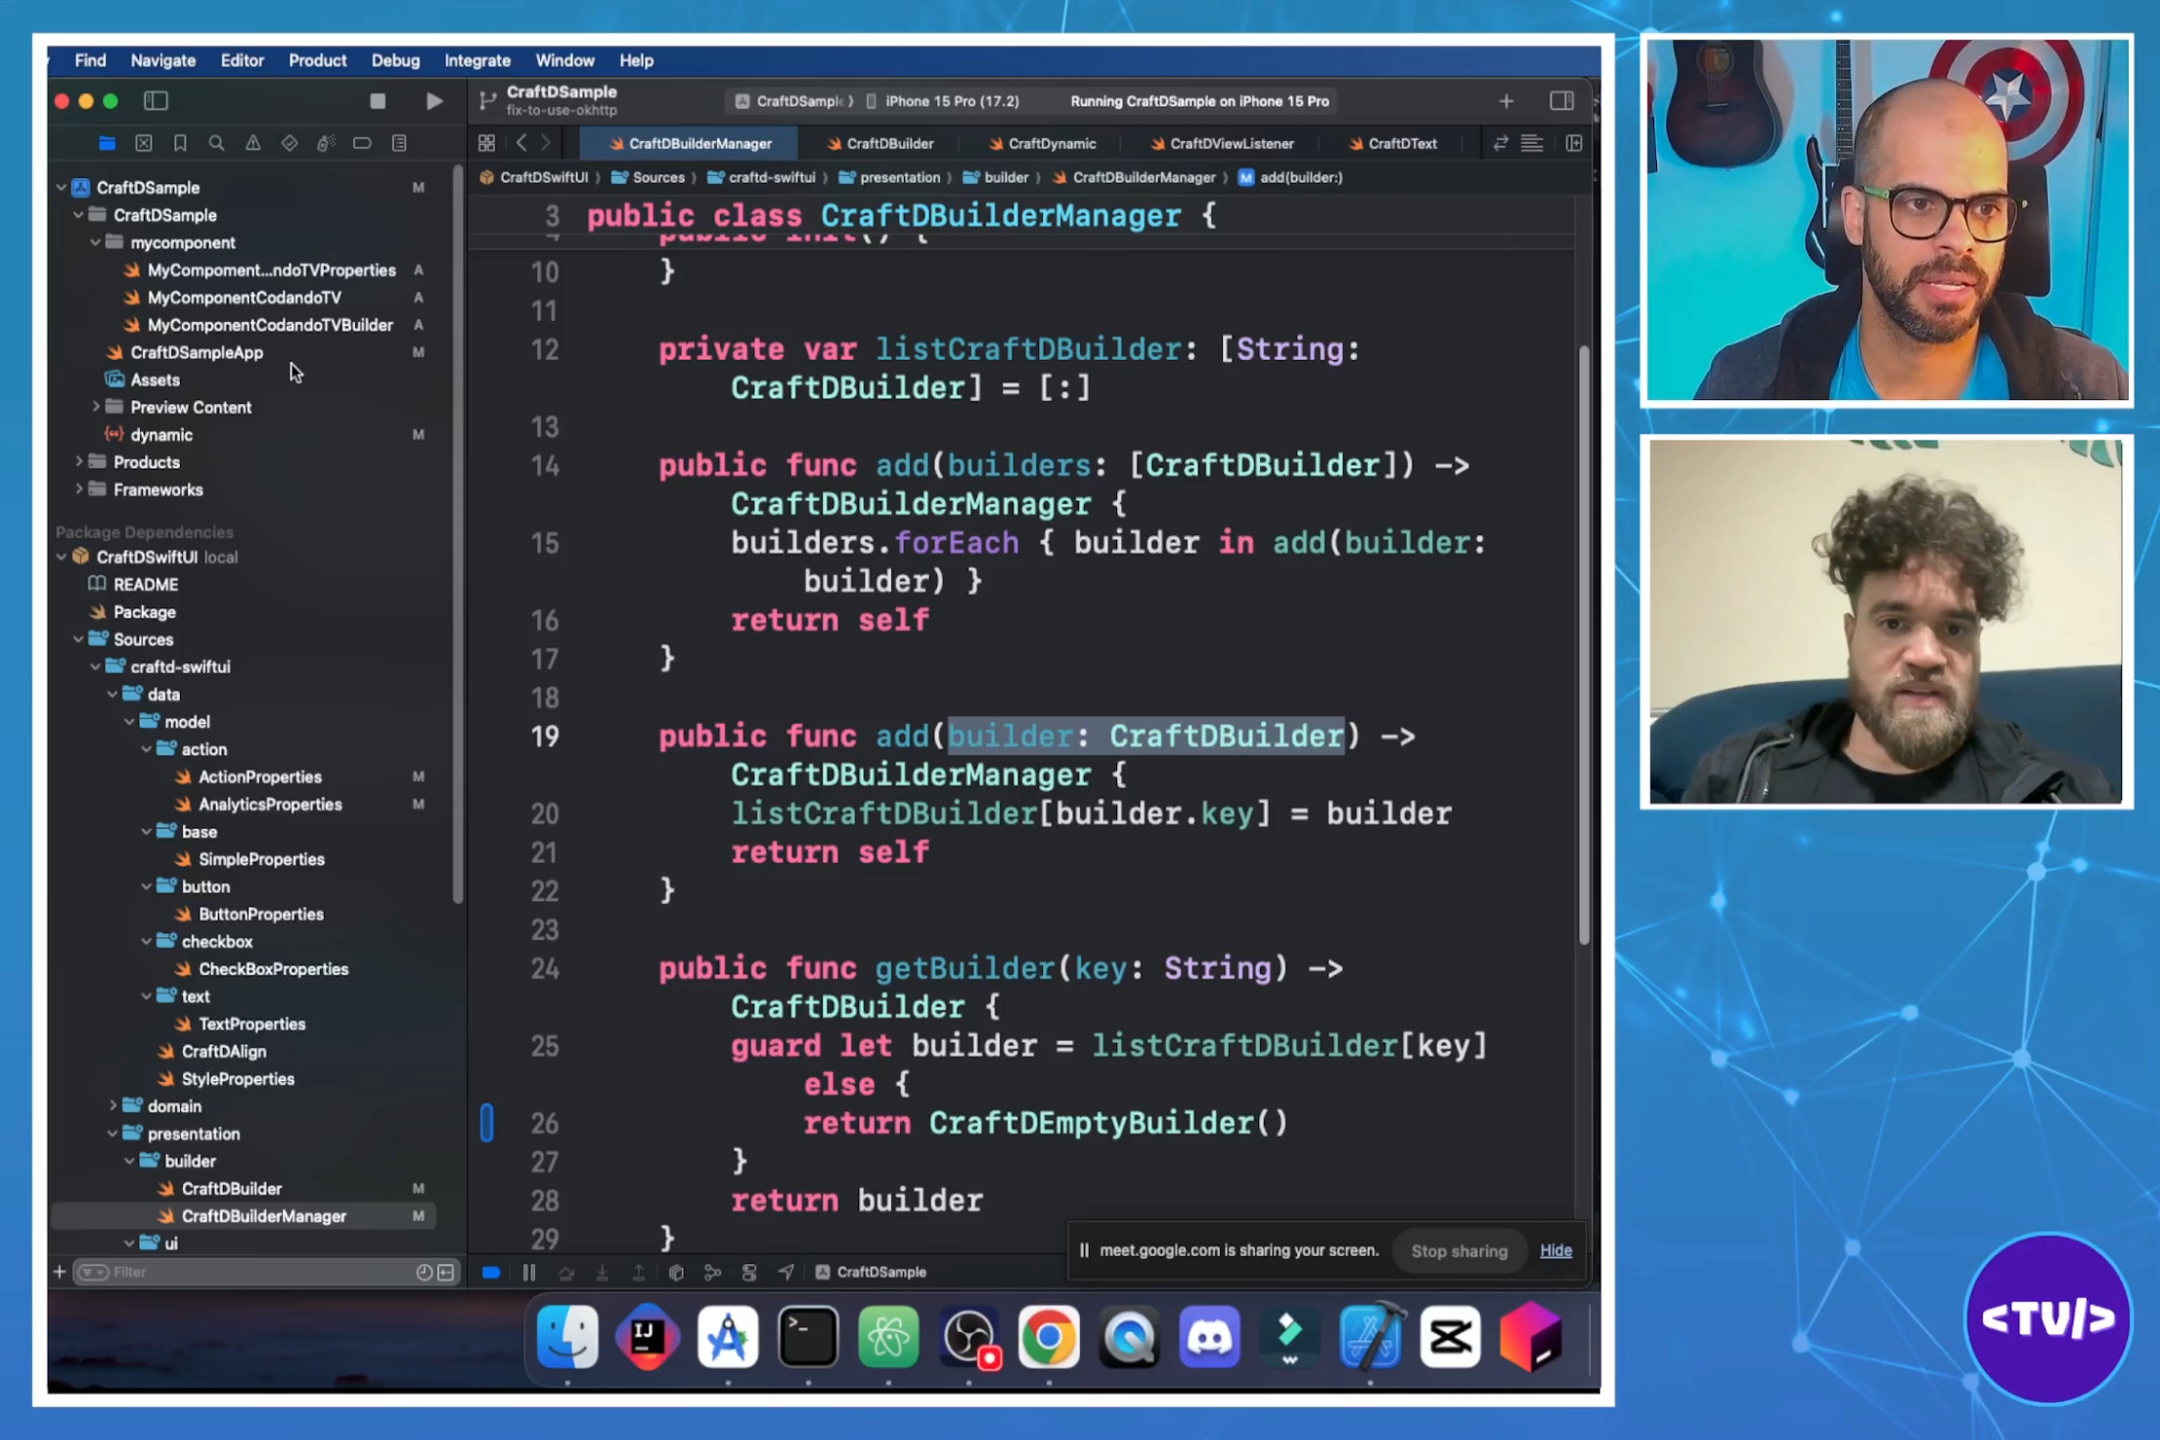 Find Navigate Editor Product Debug Integrate Window Help
CraftDSample
fix-to-use-okhttp
CraftDSampl iPhone 15 Pro (17.2)
Running CraftDSample on iPhone 15 Pro
CraftDBuilderManager
CraftDBuilder
CraftDynamic
CraftDViewListener
CraftDText
CraftDSwiftUI Sources craftd-swiftui presentation builder CraftDBuilderManager M add(builder:)
CraftDSample M
CraftDSample
mycomponent
MyCompoment...ndoTVProperties A
MyComponentCodandoTV A
MyComponentCodandoTVBuilder A
CraftDSampleApp M
Assets
Preview Content
dynamic M
Products
Frameworks
Package Dependencies
CraftDSwiftUI local
README
Package
Sources
craftd-swiftui
data
model
action
ActionProperties M
AnalyticsProperties M
base
SimpleProperties
button
ButtonProperties
checkbox
CheckBoxProperties
text
TextProperties
CraftDAlign
StyleProperties
domain
presentation
builder
CraftDBuilder M
CraftDBuilderManager M
ui
Filter
3 public class CraftDBuilderManager {
4 public init() {
10 }
11
12 private var listCraftDBuilder: [String:
CraftDBuilder] = [:]
13
14 public func add(builders: [CraftDBuilder]) ->
CraftDBuilderManager {
15 builders.forEach { builder in add(builder:
builder) }
16 return self
17 }
18
19 public func add(builder: CraftDBuilder) ->
CraftDBuilderManager {
20 listCraftDBuilder[builder.key] = builder
21 return self
22 }
23
24 public func getBuilder(key: String) ->
CraftDBuilder {
25 guard let builder = listCraftDBuilder[key]
else {
26 return CraftDEmptyBuilder()
27 }
28 return builder
29 }
meet.google.com is sharing your screen. Stop sharing Hide
CraftDSample
IJ
<TV/>